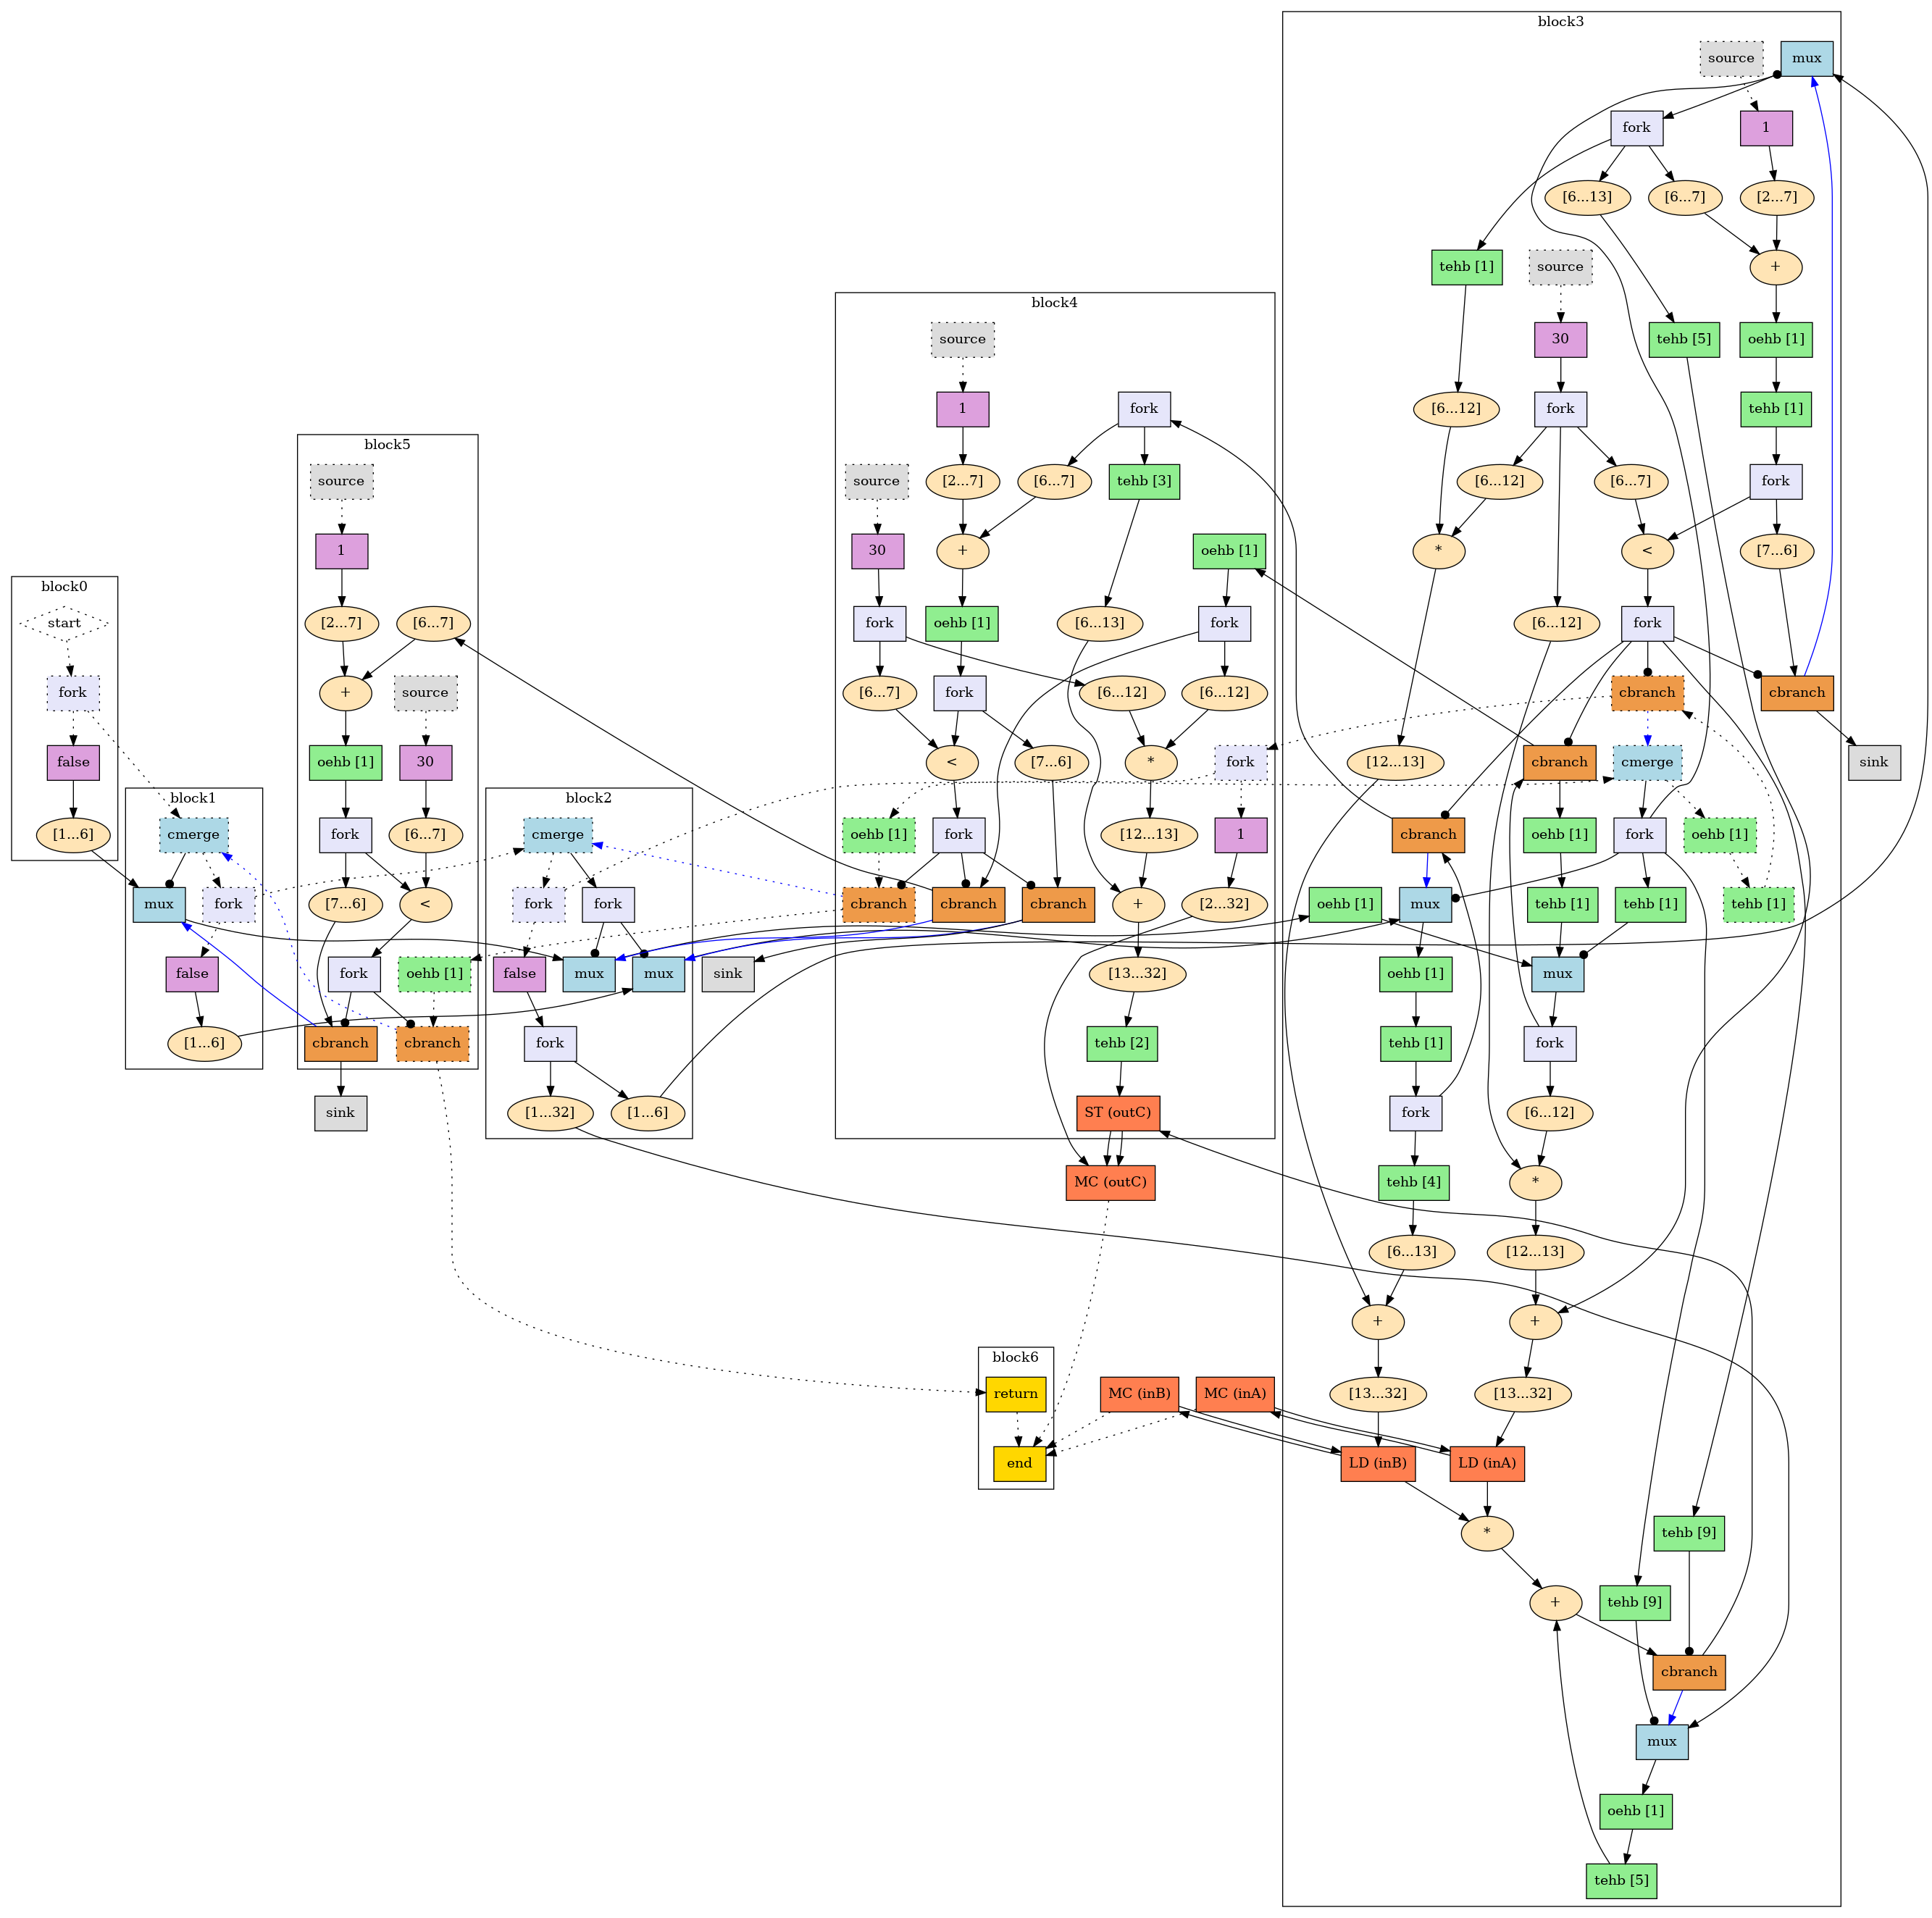 block0
start
fork
false
[1...6]
block1
cmerge
mux
fork
false
[1...6]
block5
source
1
[2...7]
[6...7]
+
source
oehb [1]
30
fork
[6...7]
[7...6]
<
fork
oehb [1]
cbranch
cbranch
sink
block2
cmerge
fork
fork
false
mux
mux
fork
[1...32]
[1...6]
sink
block4
source
1
fork
source
[2...7]
[6...7]
tehb [3]
30
+
oehb [1]
fork
oehb [1]
[6...13]
fork
[6...7]
fork
[6...12]
[6...12]
<
[7...6]
*
fork
oehb [1]
fork
[12...13]
1
cbranch
cbranch
cbranch
+
[2...32]
[13...32]
tehb [2]
ST (outC)
MC (outC)
block6
return
end
MC (inB)
MC (inA)
block3
source
mux
fork
1
[6...13]
[6...7]
[2...7]
tehb [1]
source
+
30
tehb [5]
oehb [1]
[6...12]
fork
tehb [1]
[6...12]
[6...7]
fork
*
<
[7...6]
[6...12]
fork
cbranch
cbranch
[12...13]
cbranch
cmerge
sink
cbranch
oehb [1]
fork
oehb [1]
oehb [1]
mux
tehb [1]
tehb [1]
tehb [1]
oehb [1]
mux
tehb [1]
fork
fork
[6...12]
tehb [4]
*
[6...13]
[12...13]
+
+
[13...32]
[13...32]
LD (inB)
LD (inA)
*
tehb [9]
+
tehb [9]
cbranch
mux
oehb [1]
tehb [5]